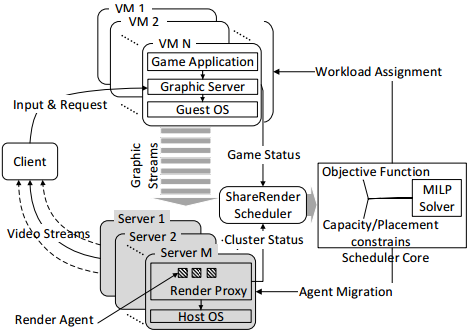 VM 1
VM 2
VM N
Game Application
Graphic Server
Guest OS
Workload Assignment
Input & Request
Client
Graphic
Streams
Game Status
ShareRender
Scheduler
Objective Function
MILP
Solver
Capacity/Placement
constrains
Scheduler Core
Video Streams
Server 1
Server 2
Server M
Cluster Status
Render Proxy
Host OS
Render Agent
Agent Migration